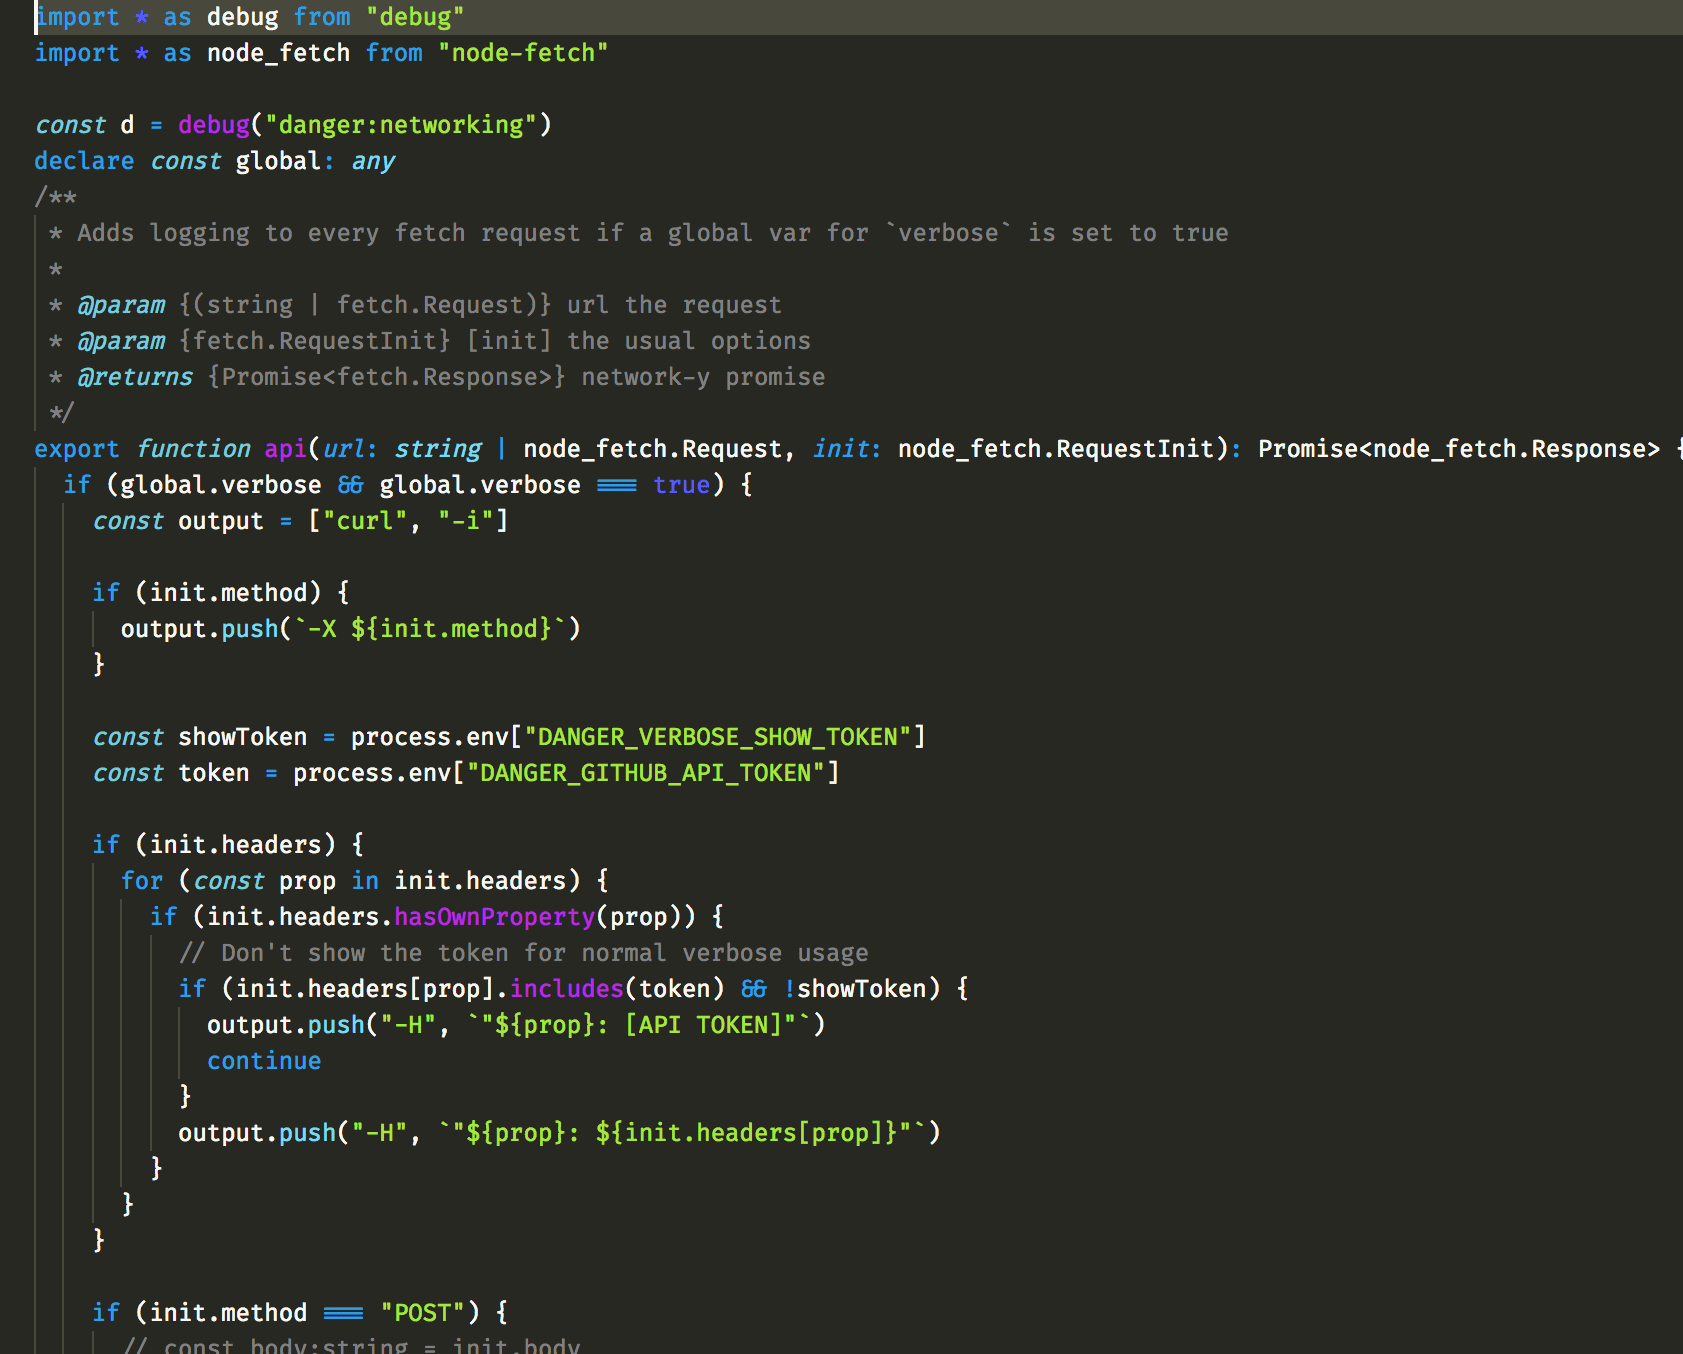 import * as debug from "debug"
import * as node_fetch from "node-fetch"

const d = debug("danger:networking")
declare const global: any
/**
 * Adds logging to every fetch request if a global var for `verbose` is set to true
 *
 * @param {(string | fetch.Request)} url the request
 * @param {fetch.RequestInit} [init] the usual options
 * @returns {Promise<fetch.Response>} network-y promise
 */
export function api(url: string | node_fetch.Request, init: node_fetch.RequestInit): Promise<node_fetch.Response> {
  if (global.verbose && global.verbose === true) {
    const output = ["curl", "-i"]

    if (init.method) {
      output.push(`-X ${init.method}`)
    }

    const showToken = process.env["DANGER_VERBOSE_SHOW_TOKEN"]
    const token = process.env["DANGER_GITHUB_API_TOKEN"]

    if (init.headers) {
      for (const prop in init.headers) {
        if (init.headers.hasOwnProperty(prop)) {
          // Don't show the token for normal verbose usage
          if (init.headers[prop].includes(token) && !showToken) {
            output.push("-H", `"${prop}: [API TOKEN]"`)
            continue
          }
          output.push("-H", `"${prop}: ${init.headers[prop]}"`)
        }
      }
    }

    if (init.method === "POST") {
      // const body:string = init.body